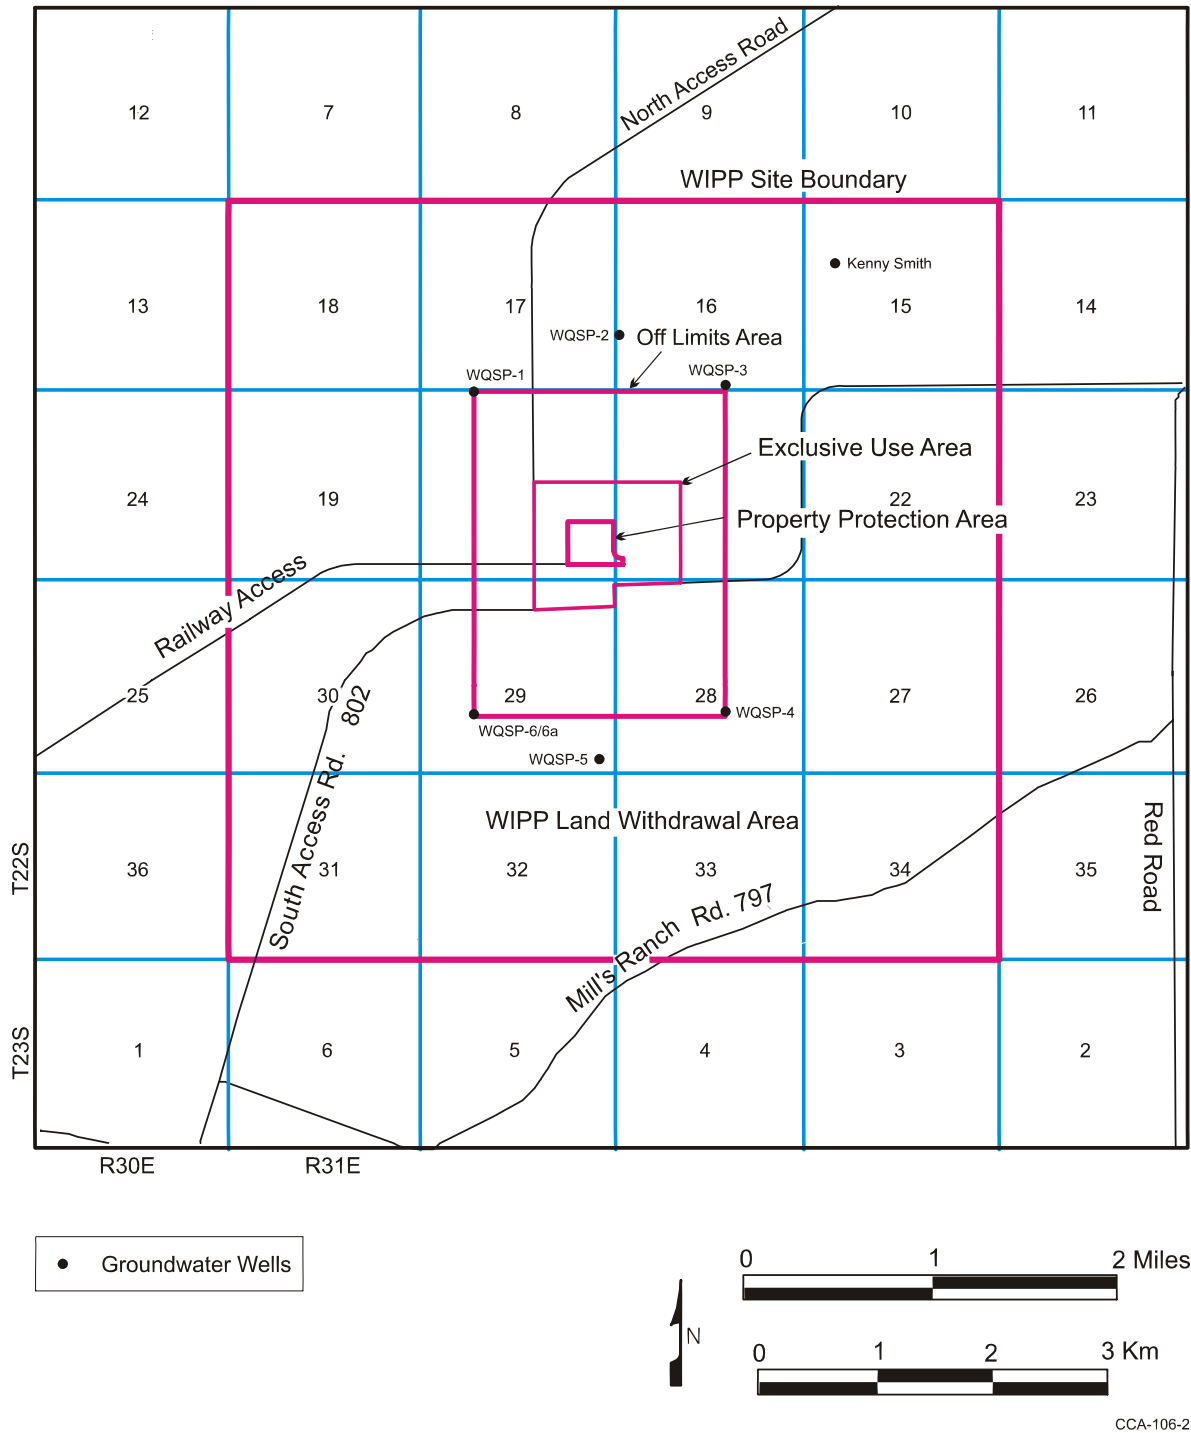 North Access Road
12
7
8
9
10
11
WIPP Site Boundary
Kenny Smith
13
18
17
16
15
14
WQSP-2
Off Limits Area
WQSP-1
WQSP-3
Exclusive Use Area
24
19
22
23
Property Protection Area
Railway Access
25
30
29
28
27
26
802
WQSP-4
WQSP-6/6a
WQSP-5
South Access Rd.
WIPP Land Withdrawal Area
Red Road
T22S
36
31
32
33
34
35
Mill's Ranch Rd. 797
T23S
1
6
5
4
3
2
R30E
R31E
Groundwater Wells
0
1
2 Miles
N
0
1
2
3 Km
CCA-106-2